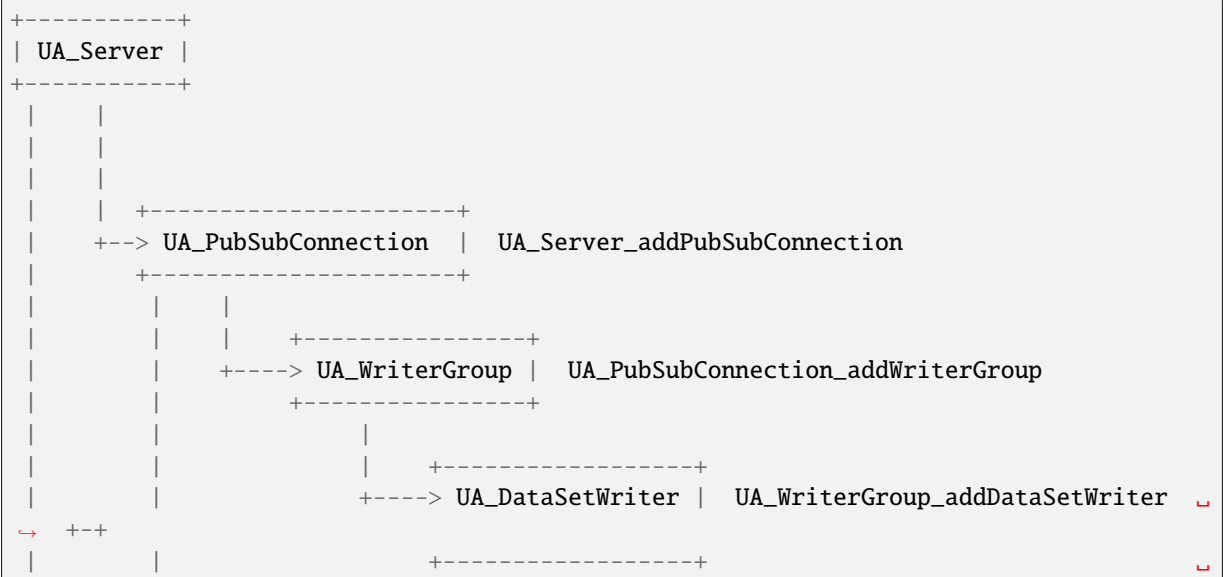 +-----------+
| UA_Server |
+-----------+
 |    |
 |    |
 |    |
 |    |  +----------------------+
 |    +--> UA_PubSubConnection  |  UA_Server_addPubSubConnection
 |       +----------------------+
 |        |    |
 |        |    |    +----------------+
 |        |    +----> UA_WriterGroup |  UA_PubSubConnection_addWriterGroup
 |        |         +----------------+
 |        |              |
 |        |              |    +------------------+
 |        |              +----> UA_DataSetWriter |  UA_WriterGroup_addDataSetWriter  ␣
↪  +-+
 |        |                   +------------------+                                   ␣